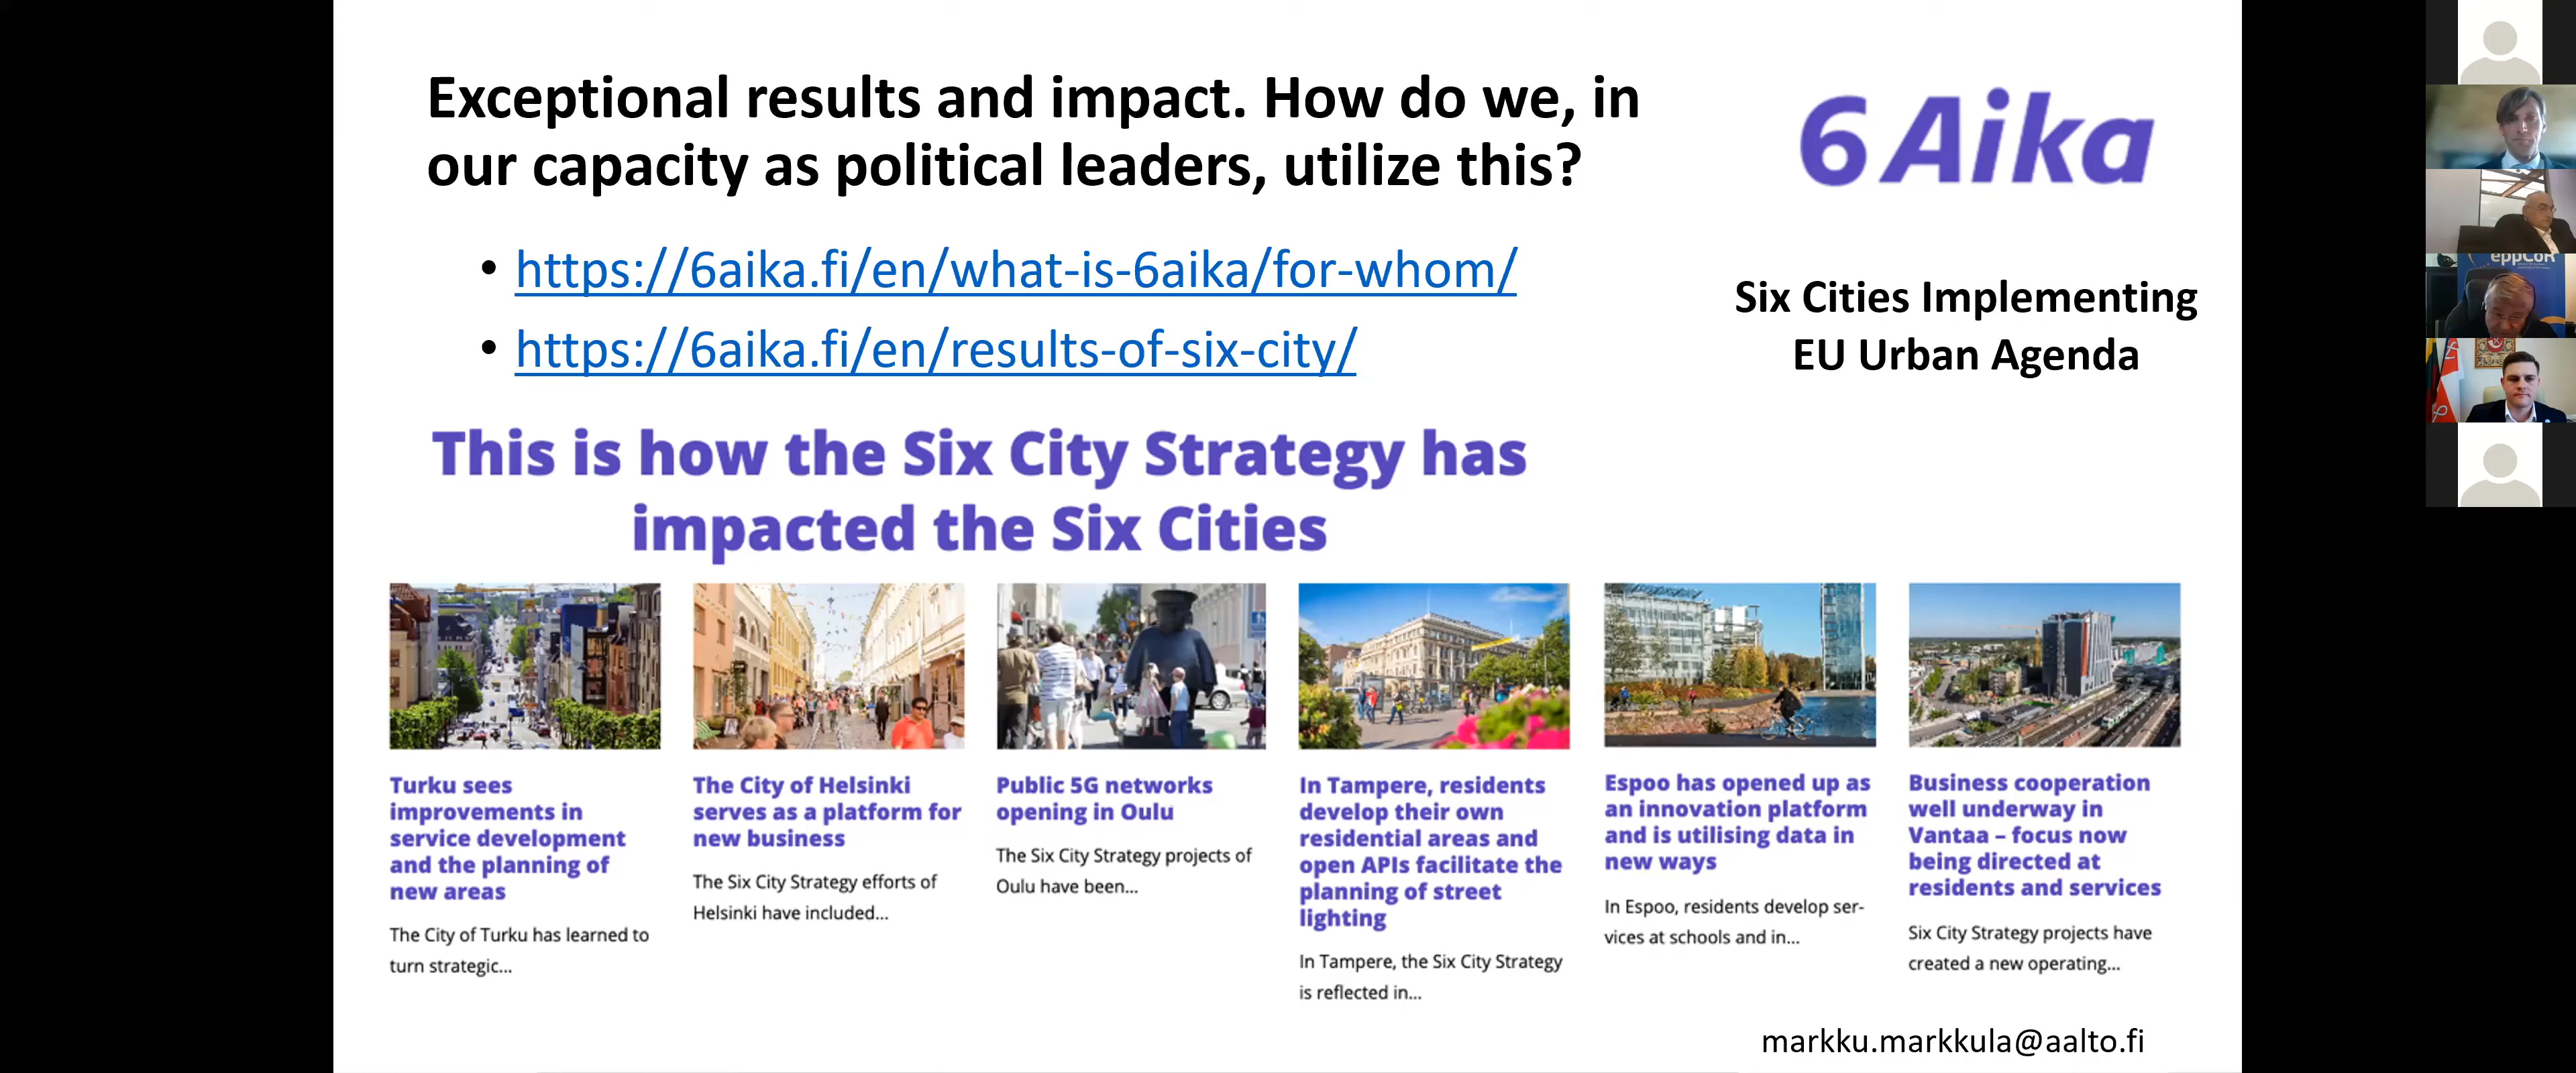 Exceptional results and impact. How do we, in
our capacity as political leaders, utilize this?
• https://6aika.fi/en/what-is-6aika/for-whom/
• https://6aika.fi/en/results-of-six-city/
6Aika
Six Cities Implementing
EU Urban Agenda
eppCoR
This is how the Six City Strategy has
impacted the Six Cities
Turku sees
improvements in
service development
and the planning of
new areas
The City of Turku has learned to
turn strategic...
The City of Helsinki
serves as a platform for
new business
The Six City Strategy efforts of
Helsinki have included...
Public 5G networks
opening in Oulu
The Six City Strategy projects of
Oulu have been...
In Tampere, residents
develop their own
residential areas and
open APIs facilitate the
planning of street
lighting
In Tampere, the Six City Strategy
is reflected in...
Espoo has opened up as
an innovation platform
and is utilising data in
new ways
In Espoo, residents develop ser-
vices at schools and in...
Business cooperation
well underway in
Vantaa – focus now
being directed at
residents and services
Six City Strategy projects have
created a new operating...
markku.markkula@aalto.fi